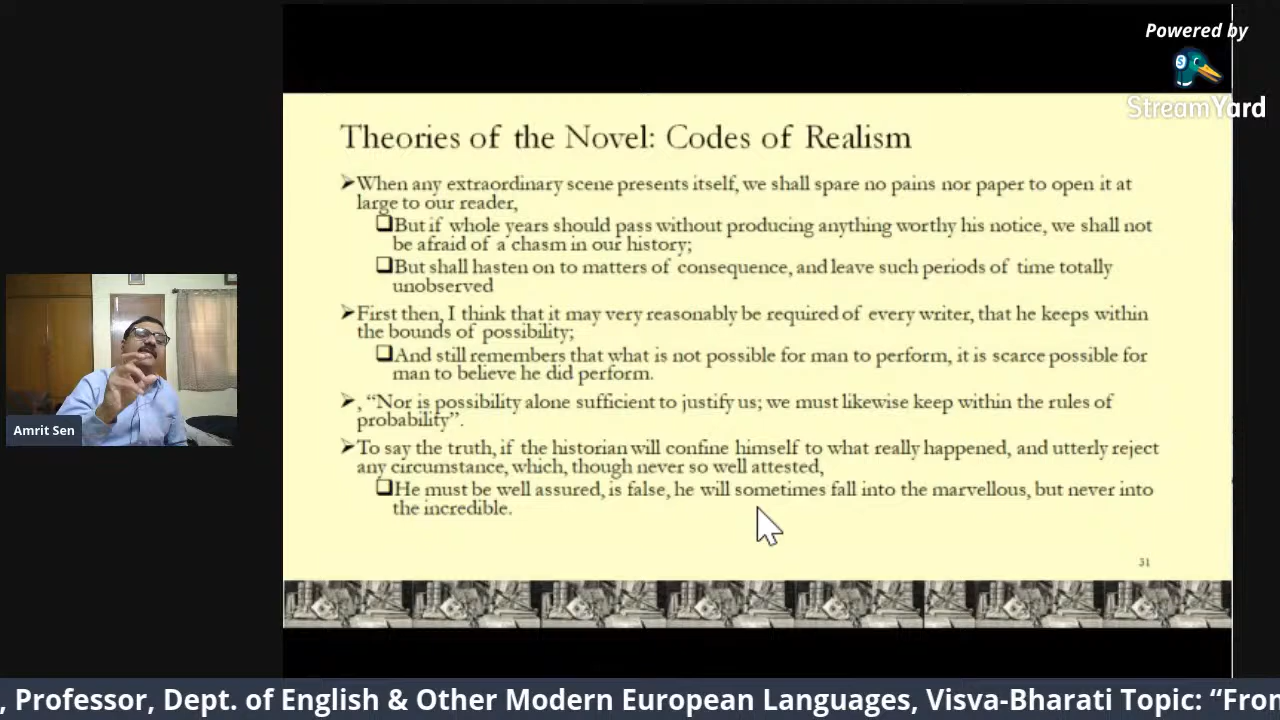 Powered by
StreamYard
Theories of the Novel: Codes of Realism
When any extraordinary scene presents itself, we shall spare no pains nor paper to open it at
large to our reader,
But if whole years should pass without producing anything worthy his notice, we shall not
be afraid of a chasm in our history;
But shall hasten on to matters of consequence, and leave such periods of time totally
unobserved
First then, I think that it may very reasonably be required of every writer, that he keeps within
the bounds of possibility;
And still remembers that what is not possible for man to perform, it is scarce possible for
man to believe he did perform.
, “Nor is possibility alone sufficient to justify us; we must likewise keep within the rules of
probability”.
To say the truth, if the historian will confine himself to what really happened, and utterly reject
any circumstance, which, though never so well attested,
He must be well assured, is false, he will sometimes fall into the marvellous, but never into
the incredible.
31
Amrit Sen
, Professor, Dept. of English & Other Modern European Languages, Visva-Bharati Topic: “Fron